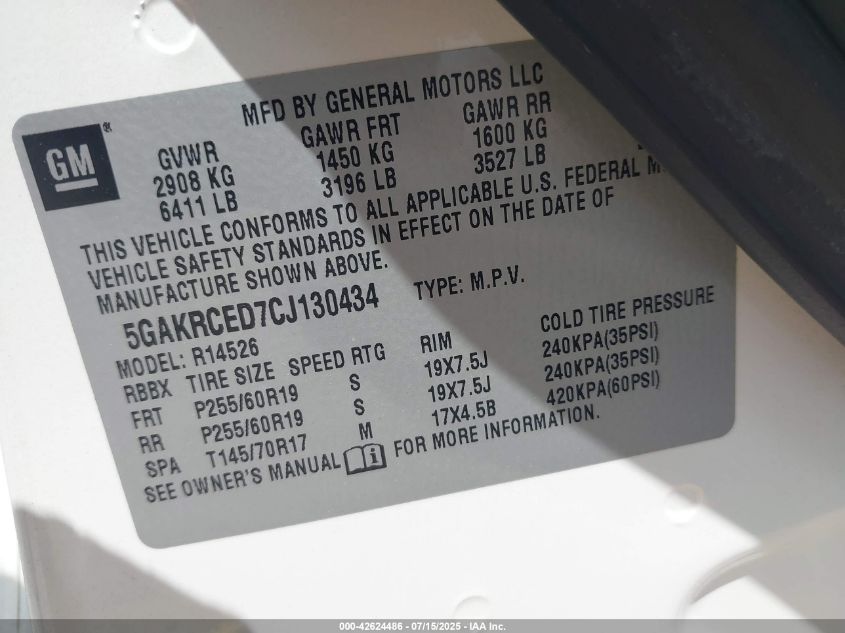 MFD BY GENERAL MOTORS LLC
GM®
GVWR GAWR FRT GAWR RR
2908 KG 1450 KG 1600 KG
6411 LB 3196 LB 3527 LB
THIS VEHICLE CONFORMS TO ALL APPLICABLE U.S. FEDERAL
VEHICLE SAFETY STANDARDS IN EFFECT ON THE DATE OF
MANUFACTURE SHOWN ABOVE.
5GAKRCED7CJ130434 TYPE: M.P.V.
MODEL: R14526
RBBX TIRE SIZE SPEED RTG RIM COLD TIRE PRESSURE
FRT P255/60R19 S 19X7.5J 240KPA(35PSI)
RR P255/60R19 S 19X7.5J 240KPA(35PSI)
SPA T145/70R17 M 17X4.5B 420KPA(60PSI)
SEE OWNER'S MANUAL i FOR MORE INFORMATION.
000-42624486 - 07/15/2025 - IAA Inc.